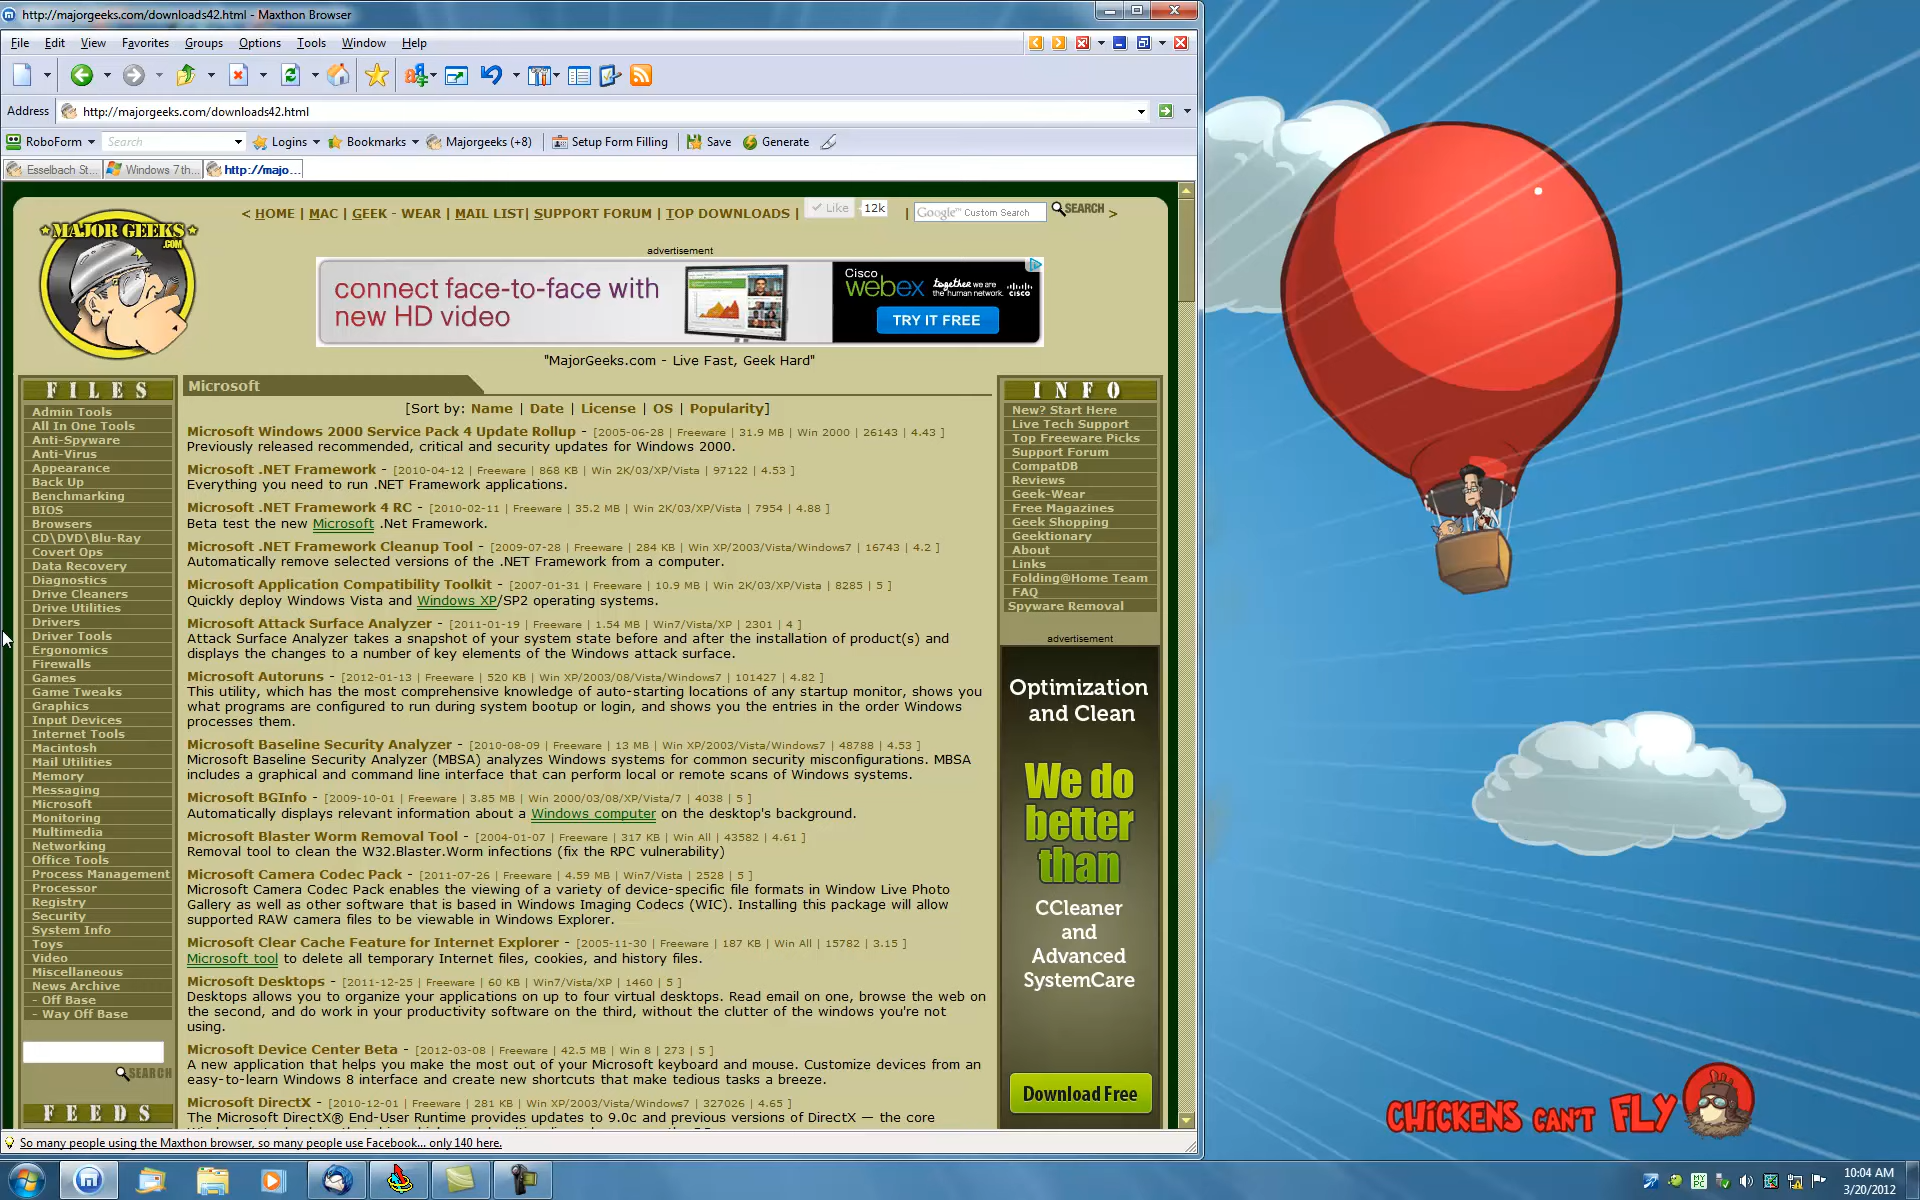 http://majorgeeks.com/downloads42.html - Maxthon Browser
File Edit View Favorites Groups Options Tools Window Help
Address http://majorgeeks.com/downloads42.html
RoboForm Search Logins Bookmarks Majorgeeks (+8) Setup Form Filling Save Generate
Esselbach St... Windows 7 th... http://majo...
< HOME | MAC | GEEK - WEAR | MAIL LIST| SUPPORT FORUM | TOP DOWNLOADS | Like 12k | Google™ Custom Search SEARCH >
MAJOR GEEKS
.COM
advertisement
connect face-to-face with
new HD video
Cisco
webex together we are
the human network. CISCO
TRY IT FREE
"MajorGeeks.com - Live Fast, Geek Hard"
FILES
Admin Tools
All In One Tools
Anti-Spyware
Anti-Virus
Appearance
Back Up
Benchmarking
BIOS
Browsers
CD\DVD\Blu-Ray
Covert Ops
Data Recovery
Diagnostics
Drive Cleaners
Drive Utilities
Drivers
Driver Tools
Ergonomics
Firewalls
Games
Game Tweaks
Graphics
Input Devices
Internet Tools
Macintosh
Mail Utilities
Memory
Messaging
Microsoft
Monitoring
Multimedia
Networking
Office Tools
Process Management
Processor
Registry
Security
System Info
Toys
Video
Miscellaneous
News Archive
- Off Base
- Way Off Base
SEARCH
FEEDS
Microsoft
[Sort by: Name | Date | License | OS | Popularity]
Microsoft Windows 2000 Service Pack 4 Update Rollup - [2005-06-28 | Freeware | 31.9 MB | Win 2000 | 26143 | 4.43 ]
Previously released recommended, critical and security updates for Windows 2000.
Microsoft .NET Framework - [2010-04-12 | Freeware | 868 KB | Win 2K/03/XP/Vista | 97122 | 4.53 ]
Everything you need to run .NET Framework applications.
Microsoft .NET Framework 4 RC - [2010-02-11 | Freeware | 35.2 MB | Win 2K/03/XP/Vista | 7954 | 4.88 ]
Beta test the new Microsoft .Net Framework.
Microsoft .NET Framework Cleanup Tool - [2009-07-28 | Freeware | 284 KB | Win XP/2003/Vista/Windows7 | 16743 | 4.2 ]
Automatically remove selected versions of the .NET Framework from a computer.
Microsoft Application Compatibility Toolkit - [2007-01-31 | Freeware | 10.9 MB | Win 2K/03/XP/Vista | 8285 | 5 ]
Quickly deploy Windows Vista and Windows XP/SP2 operating systems.
Microsoft Attack Surface Analyzer - [2011-01-19 | Freeware | 1.54 MB | Win7/Vista/XP | 2301 | 4 ]
Attack Surface Analyzer takes a snapshot of your system state before and after the installation of product(s) and
displays the changes to a number of key elements of the Windows attack surface.
Microsoft Autoruns - [2012-01-13 | Freeware | 520 KB | Win XP/2003/08/Vista/Windows7 | 101427 | 4.82 ]
This utility, which has the most comprehensive knowledge of auto-starting locations of any startup monitor, shows you
what programs are configured to run during system bootup or login, and shows you the entries in the order Windows
processes them.
Microsoft Baseline Security Analyzer - [2010-08-09 | Freeware | 13 MB | Win XP/2003/Vista/Windows7 | 48788 | 4.53 ]
Microsoft Baseline Security Analyzer (MBSA) analyzes Windows systems for common security misconfigurations. MBSA
includes a graphical and command line interface that can perform local or remote scans of Windows systems.
Microsoft BGInfo - [2009-10-01 | Freeware | 3.85 MB | Win 2000/03/08/XP/Vista/7 | 4038 | 5 ]
Automatically displays relevant information about a Windows computer on the desktop's background.
Microsoft Blaster Worm Removal Tool - [2004-01-07 | Freeware | 317 KB | Win All | 43582 | 4.61 ]
Removal tool to clean the W32.Blaster.Worm infections (fix the RPC vulnerability)
Microsoft Camera Codec Pack - [2011-07-26 | Freeware | 4.59 MB | Win7/Vista | 2528 | 5 ]
Microsoft Camera Codec Pack enables the viewing of a variety of device-specific file formats in Window Live Photo
Gallery as well as other software that is based in Windows Imaging Codecs (WIC). Installing this package will allow
supported RAW camera files to be viewable in Windows Explorer.
Microsoft Clear Cache Feature for Internet Explorer - [2005-11-30 | Freeware | 187 KB | Win All | 15782 | 3.15 ]
Microsoft tool to delete all temporary Internet files, cookies, and history files.
Microsoft Desktops - [2011-12-25 | Freeware | 60 KB | Win7/Vista/XP | 1460 | 5 ]
Desktops allows you to organize your applications on up to four virtual desktops. Read email on one, browse the web on
the second, and do work in your productivity software on the third, without the clutter of the windows you're not
using.
Microsoft Device Center Beta - [2012-03-08 | Freeware | 42.5 MB | Win 8 | 273 | 5 ]
A new application that helps you make the most out of your Microsoft keyboard and mouse. Customize devices from an
easy-to-learn Windows 8 interface and create new shortcuts that make tedious tasks a breeze.
Microsoft DirectX - [2010-12-01 | Freeware | 281 KB | Win XP/2003/Vista/Windows7 | 327026 | 4.65 ]
The Microsoft DirectX® End-User Runtime provides updates to 9.0c and previous versions of DirectX — the core
INFO
New? Start Here
Live Tech Support
Top Freeware Picks
Support Forum
CompatDB
Reviews
Geek-Wear
Free Magazines
Geek Shopping
Geektionary
About
Links
Folding@Home Team
FAQ
Spyware Removal
advertisement
Optimization
and Clean
We do
better
than
CCleaner
and
Advanced
SystemCare
Download Free
So many people using the Maxthon browser, so many people use Facebook... only 140 here.
CHICKENS CAN'T FLY
MY
PC
10:04 AM
3/20/2012